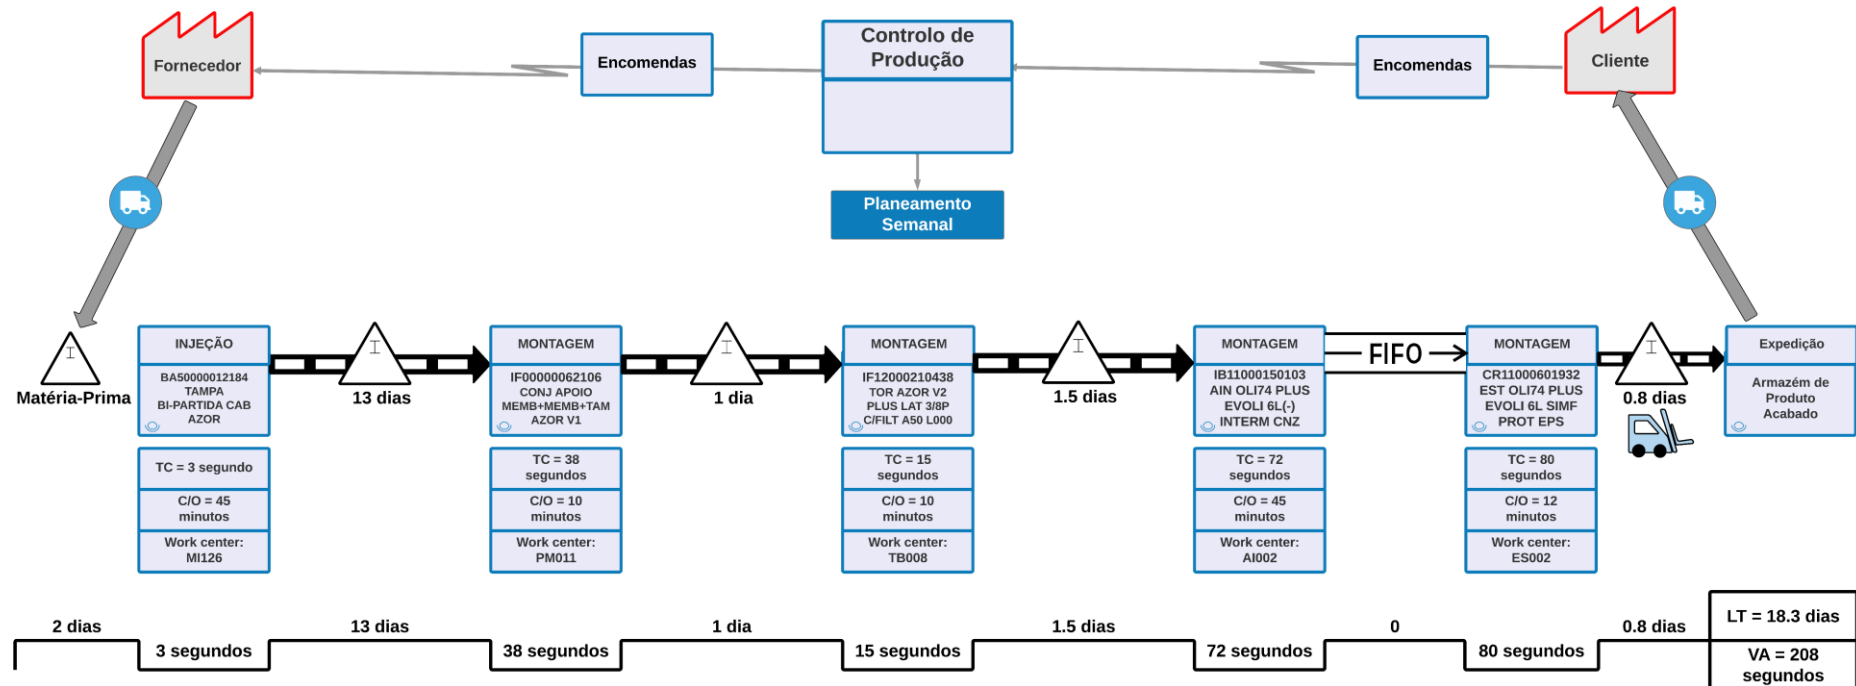 Fornecedor
Encomendas
Controlo de
Produção
Encomendas
Cliente
Planeamento
Semanal
I
Matéria-Prima
INJEÇÃO
BA50000012184
TAMPA
BI-PARTIDA CAB
AZOR
TC = 3 segundo
C/O = 45
minutos
Work center:
MI126
I
13 dias
MONTAGEM
IF00000062106
CONJ APOIO
MEMB+MEMB+TAM
AZOR V1
TC = 38
segundos
C/O = 10
minutos
Work center:
PM011
I
1 dia
MONTAGEM
IF12000210438
TOR AZOR V2
PLUS LAT 3/8P
C/FILT A50 L000
TC = 15
segundos
C/O = 10
minutos
Work center:
TB008
I
1.5 dias
MONTAGEM
IB11000150103
AIN OLI74 PLUS
EVOLI 6L(-)
INTERM CNZ
TC = 72
segundos
C/O = 45
minutos
Work center:
AI002
FIFO
MONTAGEM
CR11000601932
EST OLI74 PLUS
EVOLI 6L SIMF
PROT EPS
TC = 80
segundos
C/O = 12
minutos
Work center:
ES002
I
0.8 dias
Expedição
Armazém de
Produto
Acabado
2 dias
3 segundos
13 dias
38 segundos
1 dia
15 segundos
1.5 dias
72 segundos
0
80 segundos
0.8 dias
LT = 18.3 dias
VA = 208
segundos